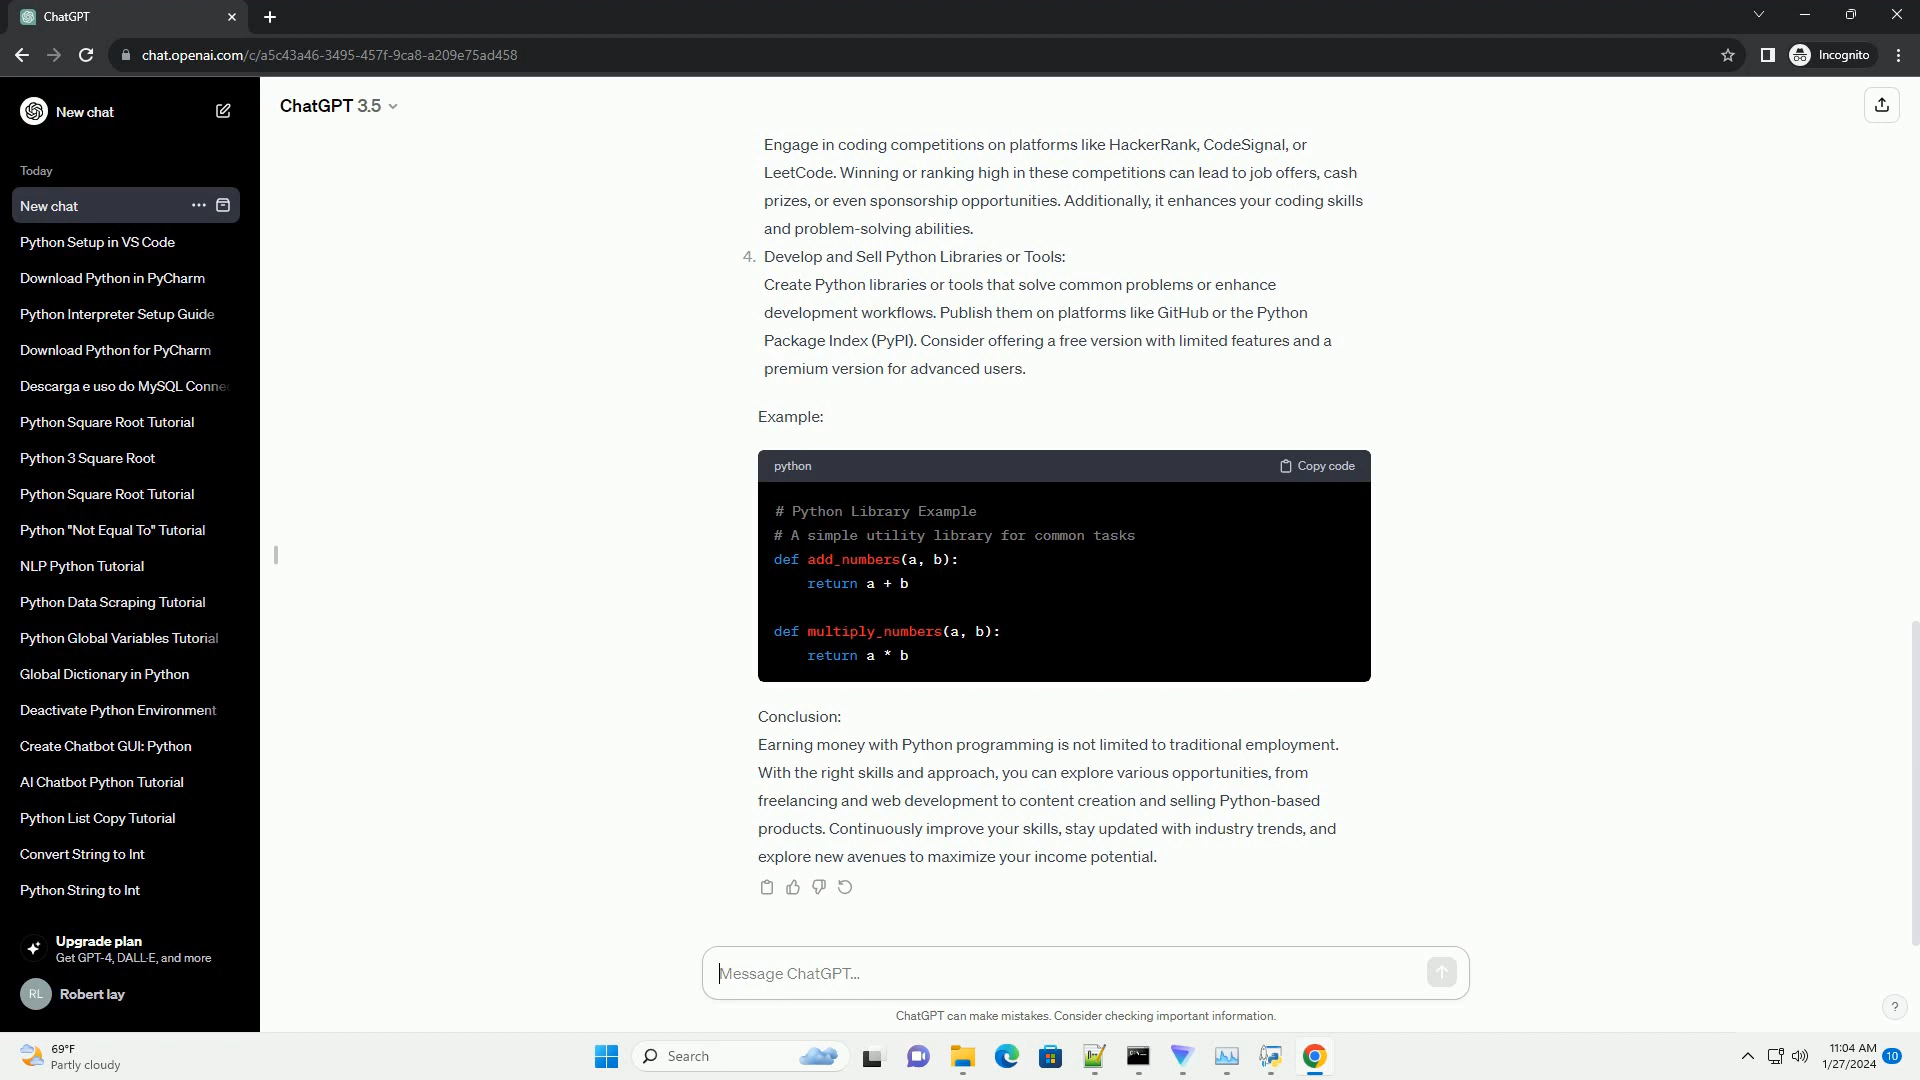 ChatGPT
chat.openai.com/c/a5c43a46-3495-457f-9ca8-a209e75ad458
Incognito
New chat
Today
New chat
Python Setup in VS Code
Download Python in PyCharm
Python Interpreter Setup Guide
Download Python for PyCharm
Descarga e uso do MySQL Connec
Python Square Root Tutorial
Python 3 Square Root
Python Square Root Tutorial
Python "Not Equal To" Tutorial
NLP Python Tutorial
Python Data Scraping Tutorial
Python Global Variables Tutorial
Global Dictionary in Python
Deactivate Python Environment
Create Chatbot GUI: Python
AI Chatbot Python Tutorial
Python List Copy Tutorial
Convert String to Int
Python String to Int
Upgrade plan
Get GPT-4, DALL·E, and more
RL Robert lay
ChatGPT 3.5
Engage in coding competitions on platforms like HackerRank, CodeSignal, or
LeetCode. Winning or ranking high in these competitions can lead to job offers, cash
prizes, or even sponsorship opportunities. Additionally, it enhances your coding skills
and problem-solving abilities.
4. Develop and Sell Python Libraries or Tools:
Create Python libraries or tools that solve common problems or enhance
development workflows. Publish them on platforms like GitHub or the Python
Package Index (PyPI). Consider offering a free version with limited features and a
premium version for advanced users.
Example:
python
Copy code
# Python Library Example
# A simple utility library for common tasks
def add_numbers(a, b):
return a + b
def multiply_numbers(a, b):
return a * b
Conclusion:
Earning money with Python programming is not limited to traditional employment.
With the right skills and approach, you can explore various opportunities, from
freelancing and web development to content creation and selling Python-based
products. Continuously improve your skills, stay updated with industry trends, and
explore new avenues to maximize your income potential.
Message ChatGPT...
ChatGPT can make mistakes. Consider checking important information.
?
69°F
Partly cloudy
Search
11:04 AM
1/27/2024
10